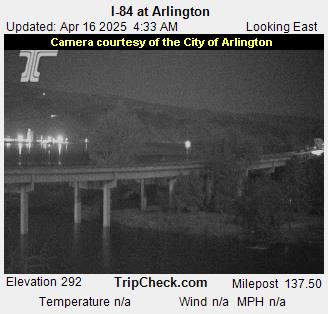 I-84 at Arlington
Updated: Apr 16 2025 4:33 AM Looking East
Camera courtesy of the City of Arlington
Elevation 292 TripCheck.com Milepost 137.50
Temperature n/a Wind n/a MPH n/a